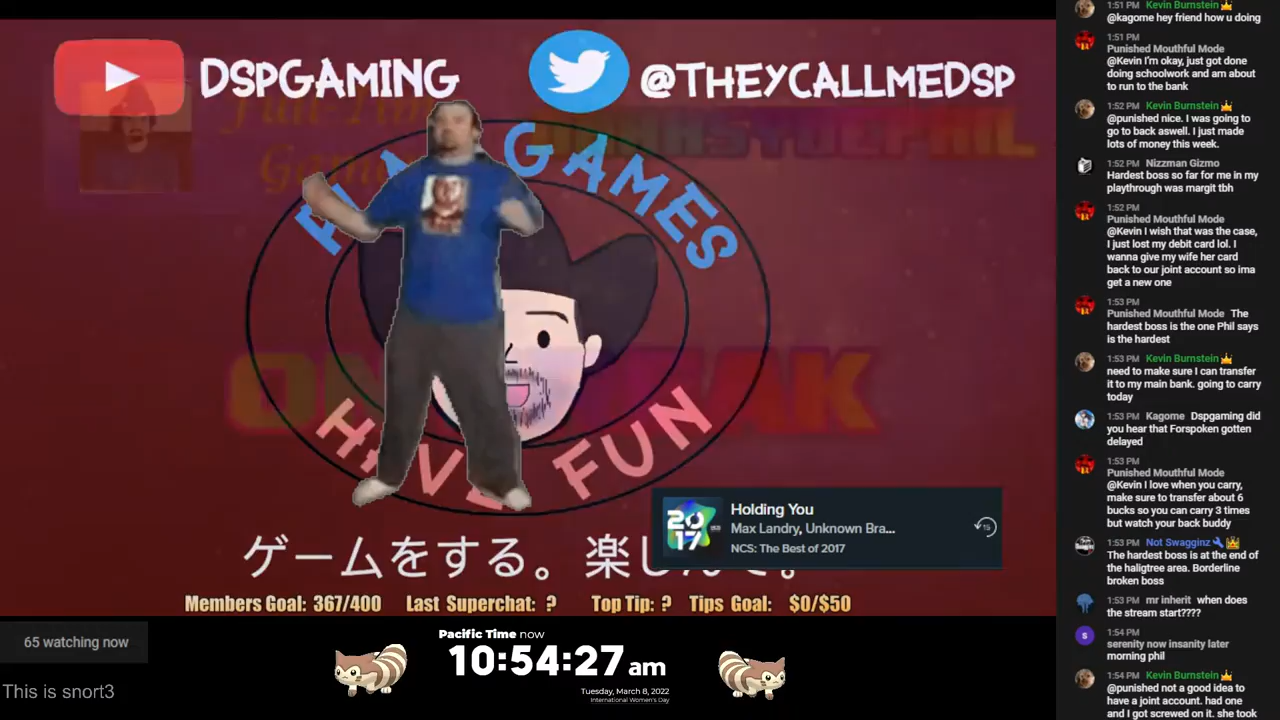 DSPGAMING
@THEYCALLMEDSP
GAMES
FUN
ゲームをする。
Members Goal: 367/400 Last Superchat: ? Top Tip: ? Tips Goal: $0/$50
Holding You
Max Landry, Unknown Bra...
NCS: The Best of 2017
2017
15
65 watching now
This is snort3
Pacific Time now
10:54:27 am
Tuesday, March 8, 2022
International Women's Day
1:51 PM Kevin Burnstein
@kagome hey friend how u doing
1:51 PM
Punished Mouthful Mode
@Kevin I'm okay, just got done
doing schoolwork and am about
to run to the bank
1:52 PM Kevin Burnstein
@punished nice. I was going to
go to back aswell. I just made
lots of money this week.
1:52 PM Nizzman Gizmo
Hardest boss so far for me in my
playthrough was margit tbh
1:52 PM
Punished Mouthful Mode
@Kevin I wish that was the case,
I just lost my debit card lol. I
wanna give my wife her card
back to our joint account so ima
get a new one
1:53 PM
Punished Mouthful Mode The
hardest boss is the one Phil says
is the hardest
1:53 PM Kevin Burnstein
need to make sure I can transfer
it to my main bank. going to carry
today
1:53 PM Kagome Dspgaming did
you hear that Forspoken gotten
delayed
1:53 PM
Punished Mouthful Mode
@Kevin I love when you carry,
make sure to transfer about 6
bucks so you can carry 3 times
but watch your back buddy
1:53 PM Not Swagginz
The hardest boss is at the end of
the haligtree area. Borderline
broken boss
1:53 PM mr inherit when does
the stream start????
1:54 PM
serenity now insanity later
morning phil
1:54 PM Kevin Burnstein
@punished not a good idea to
have a joint account. had one
and I got screwed on it. she took